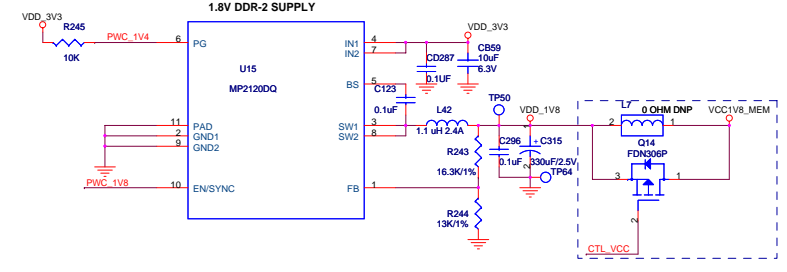 1.8V DDR-2 SUPPLY
VDD_3V3
R245
10K
PWC_1V4
6
PG
U15
MP2120DQ
IN1
IN2
4
7
VDD_3V3
CD287
0.1UF
CB59
10uF
6.3V
BS
5
C123
0.1uF
11
2
9
PAD
GND1
GND2
SW1
SW2
3
8
L42
1.1 uH 2.4A
TP50
VDD_1V8
C296
0.1uF
+
C315
330uF/2.5V
1
2
TP64
R243
16.3K/1%
PWC_1V8
10
EN/SYNC
FB
1
R244
13K/1%
L7
0 OHM DNP
2
1
VCC1V8_MEM
Q14
FDN306P
3
1
2
CTL_VCC